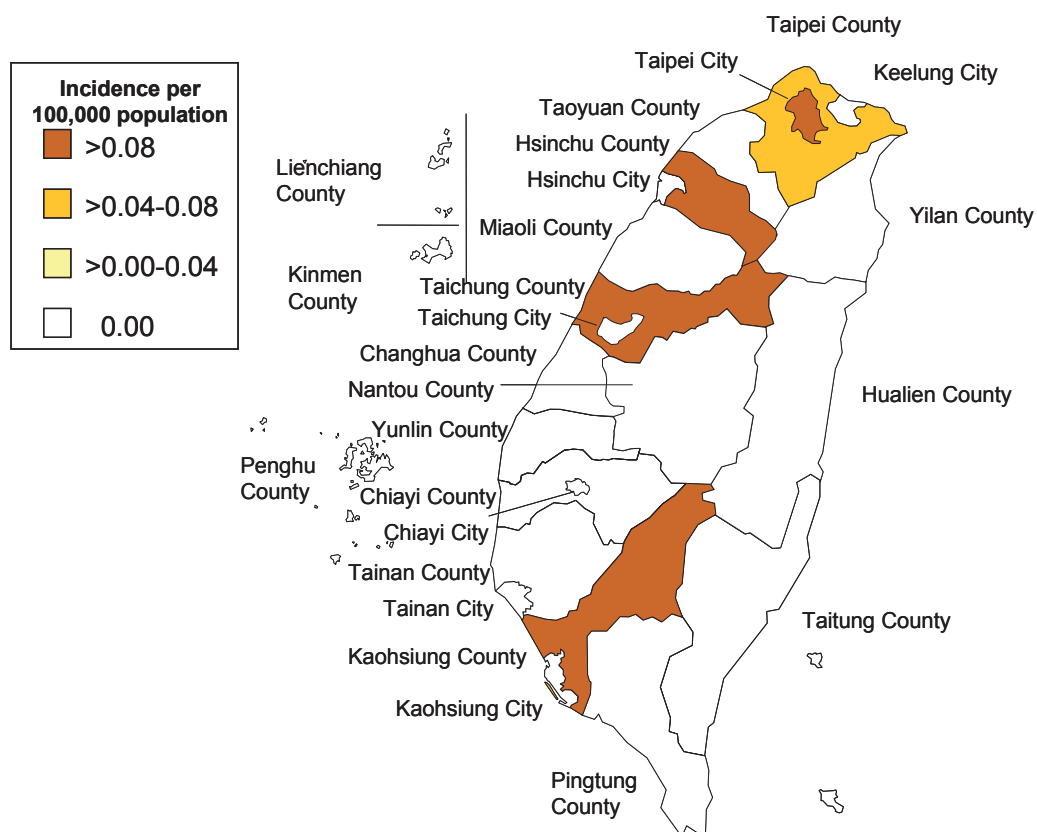 Incidence per
100,000 population
>0.08
>0.04-0.08
>0.00-0.04
0.00
Taipei County
Taipei City
Keelung City
Taoyuan County
Hsinchu County
Hsinchu City
Lienchiang
County
Yilan County
Miaoli County
Kinmen
County
Taichung County
Taichung City
Changhua County
Nantou County
Hualien County
Yunlin County
Penghu
County
Chiayi County
Chiayi City
Tainan County
Tainan City
Taitung County
Kaohsiung County
Kaohsiung City
Pingtung
County